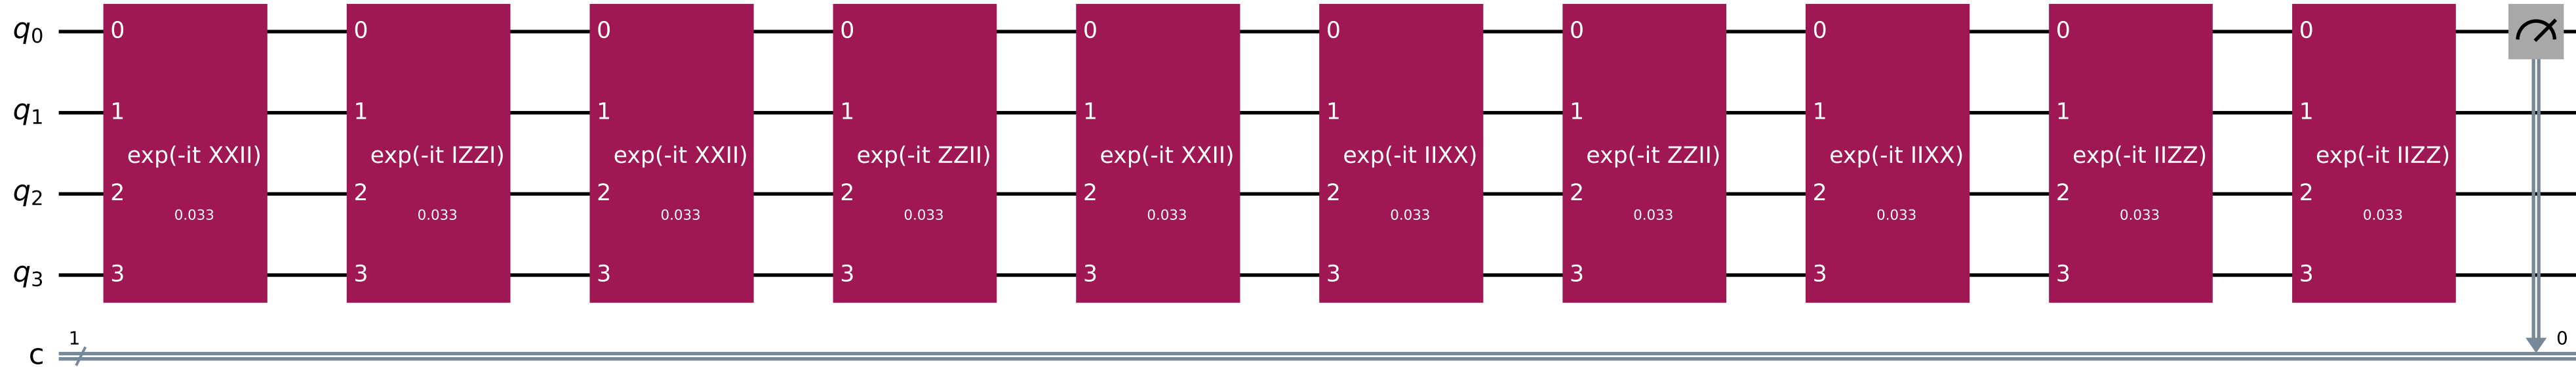 q0 0 0 0 0 0 0 0 0 0 0
q1 1 1 1 1 1 1 1 1 1 1
exp(-it XXII) exp(-it IZZI) exp(-it XXII) exp(-it ZZII) exp(-it XXII) exp(-it IIXX) exp(-it ZZII) exp(-it IIXX) exp(-it IIZZ) exp(-it IIZZ)
q2 2 2 2 2 2 2 2 2 2 2
0.033 0.033 0.033 0.033 0.033 0.033 0.033 0.033 0.033 0.033
q3 3 3 3 3 3 3 3 3 3 3
1 0
c